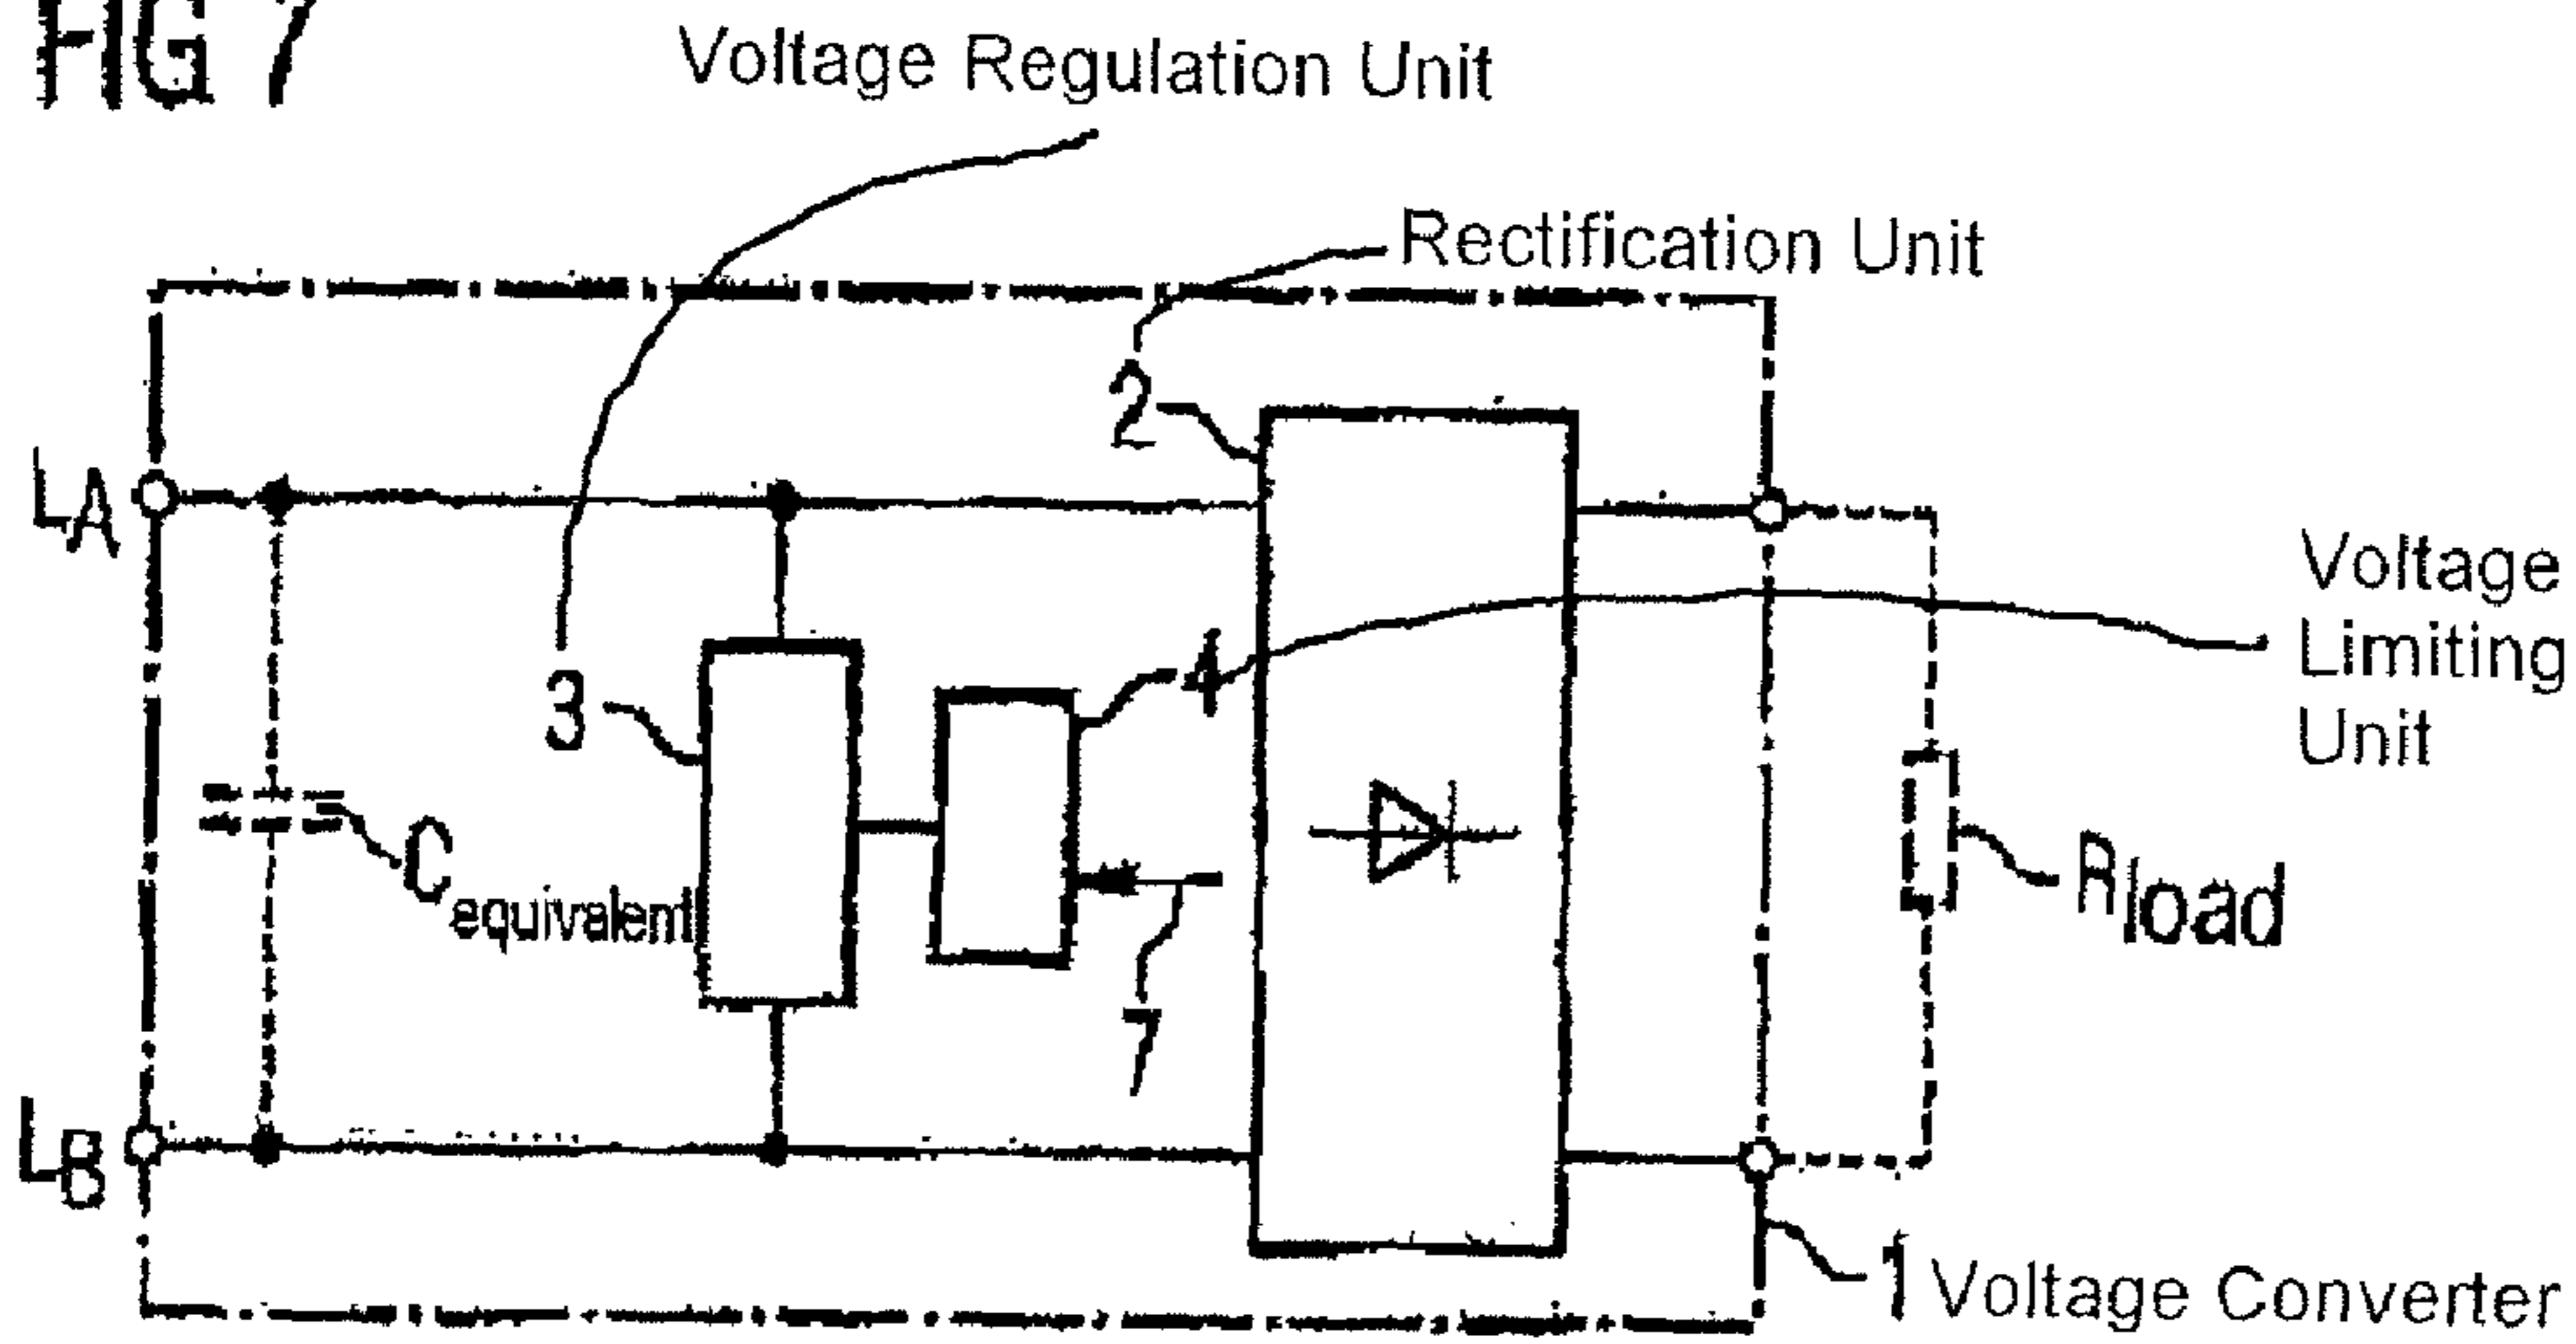 FIG 7
Voltage Regulation Unit
Rectification Unit
2
LA
Voltage
Limiting
Unit
3
4
Cequivalent
Rload
7
LB
1 Voltage Converter